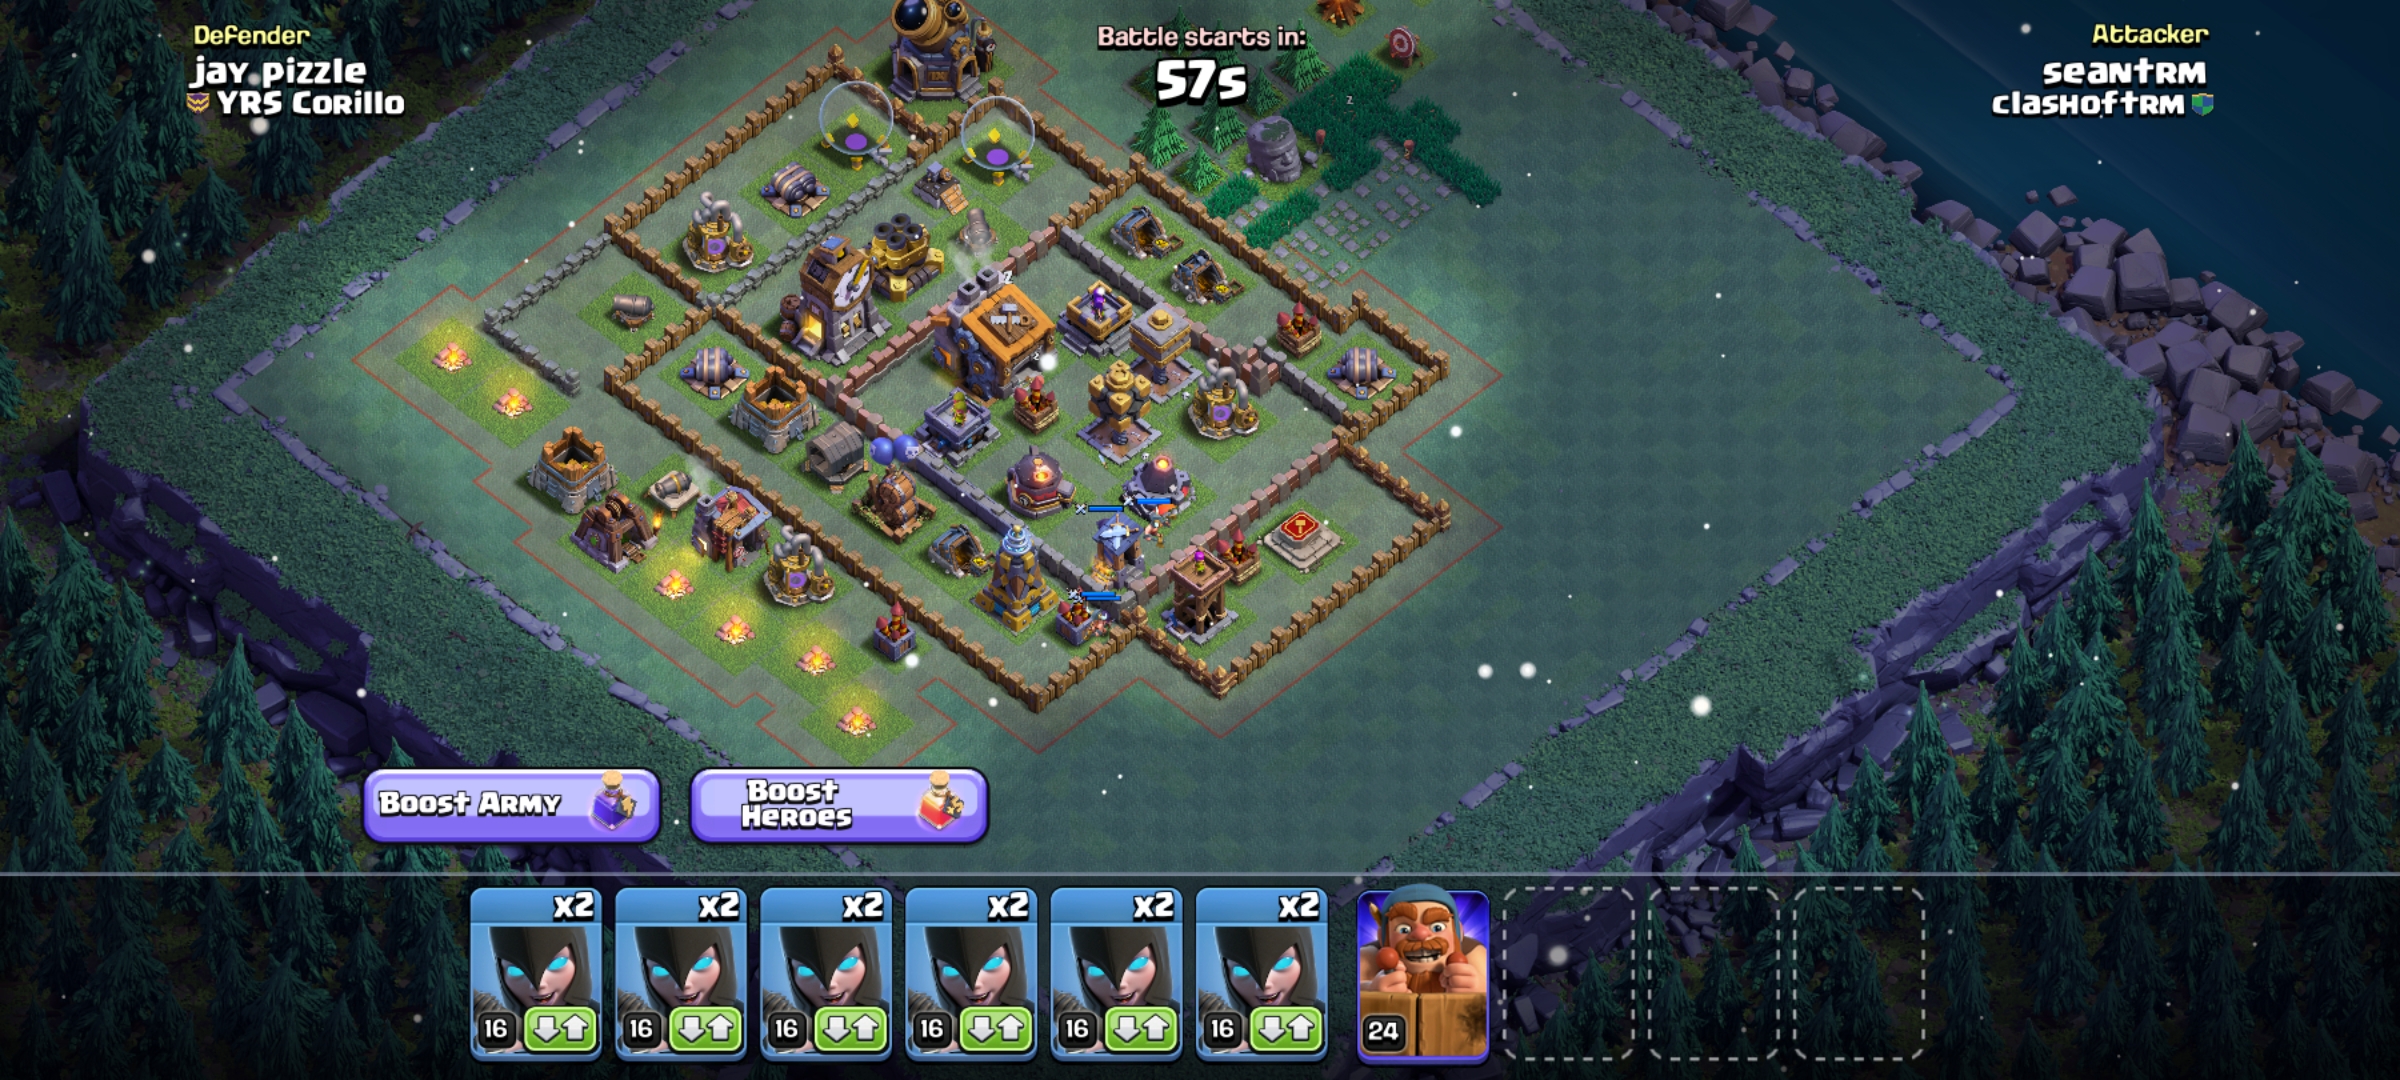 Defender
jay pizzle
YRS Corillo
Battle starts in:
57s
Attacker
seantRM
clashoftRM
Boost Army
Boost
Heroes
x2
x2
x2
x2
x2
x2
16
16
16
16
16
16
24